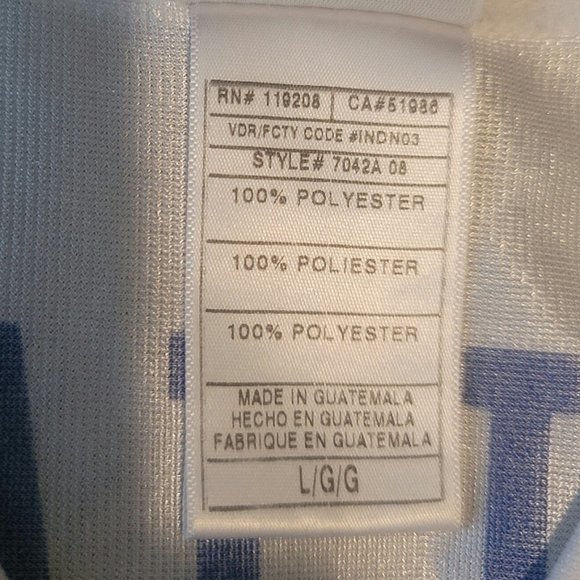 RN# 119208 CA#51986
VDR/FCTY CODE #INDN03
STYLE# 7042A 08
100% POLYESTER
100% POLIESTER
100% POLYESTER
MADE IN GUATEMALA
HECHO EN GUATEMALA
FABRIQUE EN GUATEMALA
L/G/G